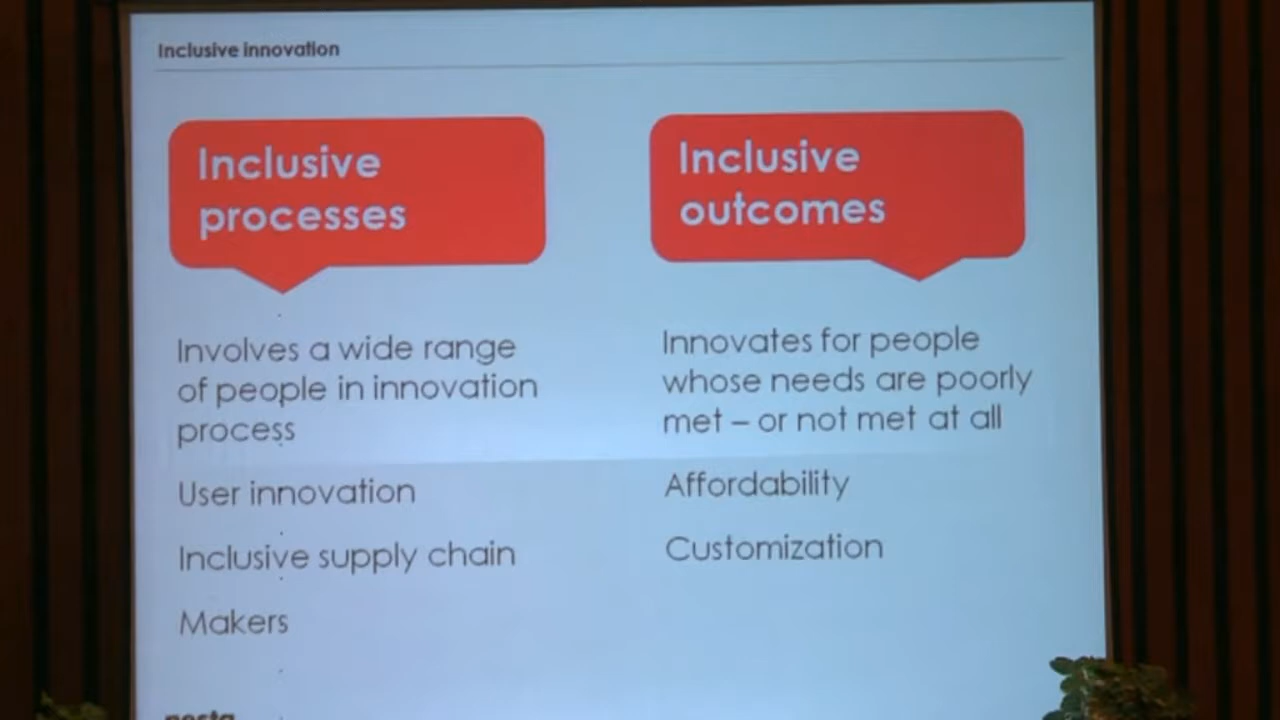 Inclusive innovation
Inclusive
processes
Involves a wide range
of people in innovation
process
User innovation
Inclusive supply chain
Makers
Inclusive
outcomes
Innovates for people
whose needs are poorly
met – or not met at all
Affordability
Customization
nesta